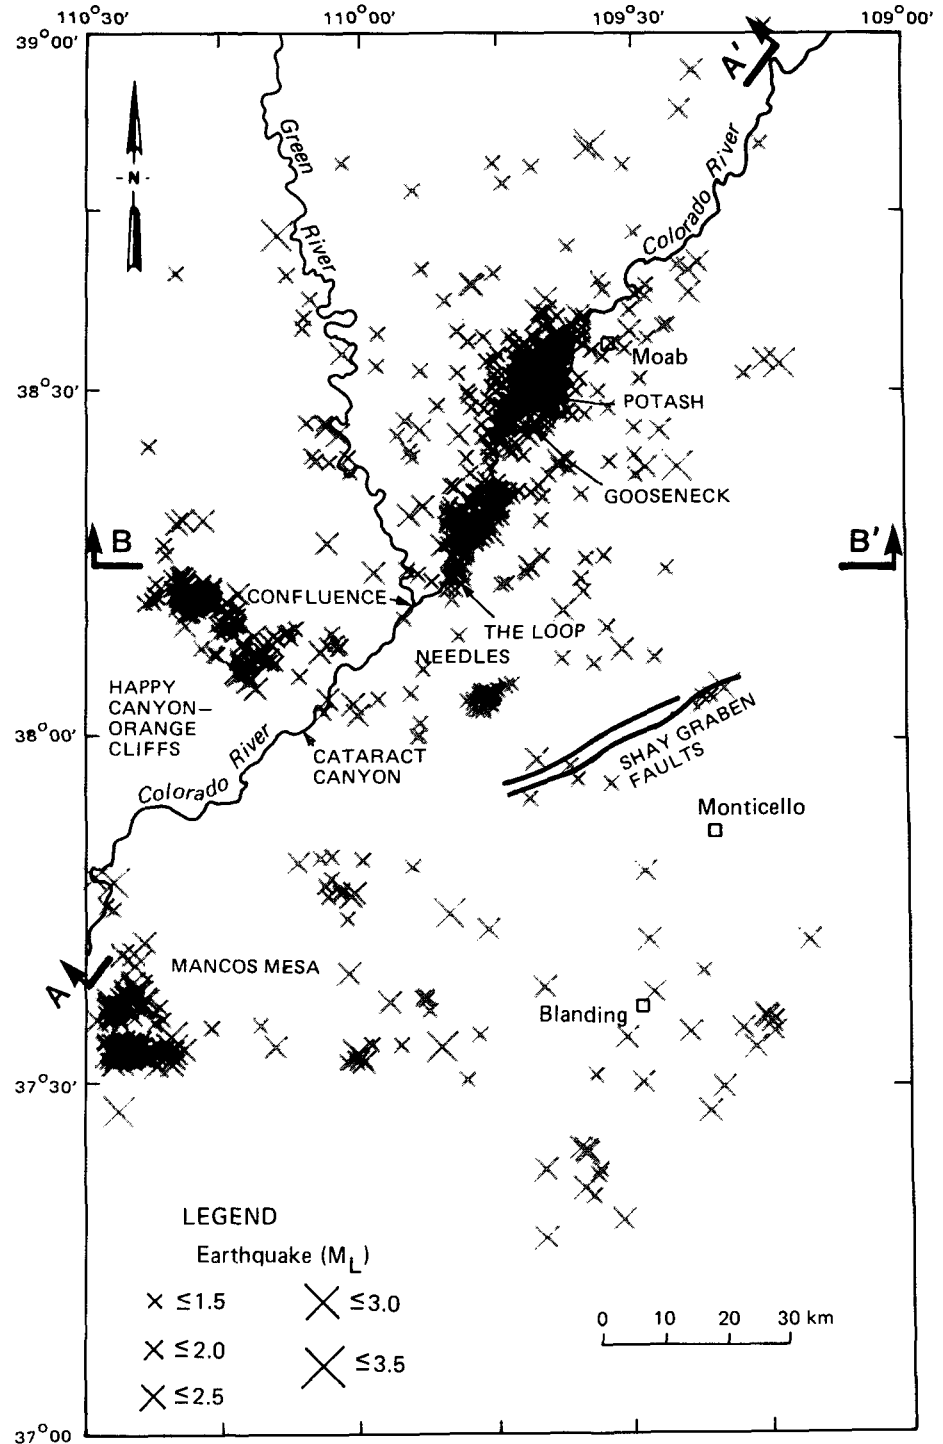 110°30' 110°00' 109°30' 109°00'
39°00'
A'
N
Green
River
Colorado River
Moab
38°30'
POTASH
GOOSENECK
B B'
CONFLUENCE
THE LOOP
NEEDLES
HAPPY
CANYON–
ORANGE
CLIFFS
38°00'
SHAY GRABEN
FAULTS
CATARACT
CANYON
Colorado River
Monticello
MANCOS MESA
A
Blanding
37°30'
LEGEND
Earthquake (M_L)
≤1.5 ≤3.0
≤2.0
≤3.5
≤2.5
0 10 20 30 km
37°00